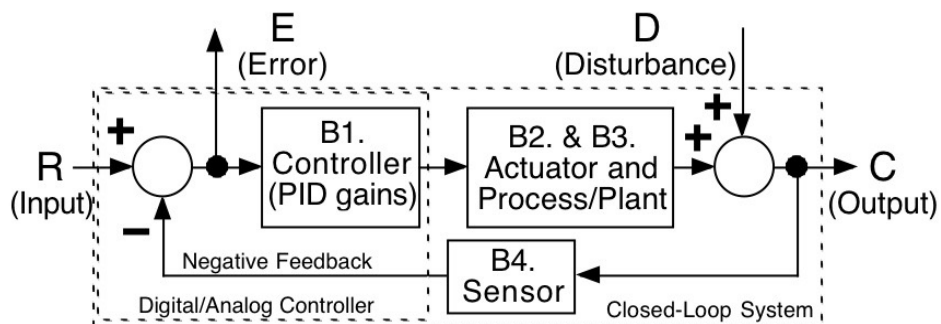 E
(Error)
D
(Disturbance)
+
R
(Input)
−
B1.
Controller
(PID gains)
B2. & B3.
Actuator and
Process/Plant
+
+
C
(Output)
Negative Feedback
B4.
Sensor
Digital/Analog Controller
Closed-Loop System